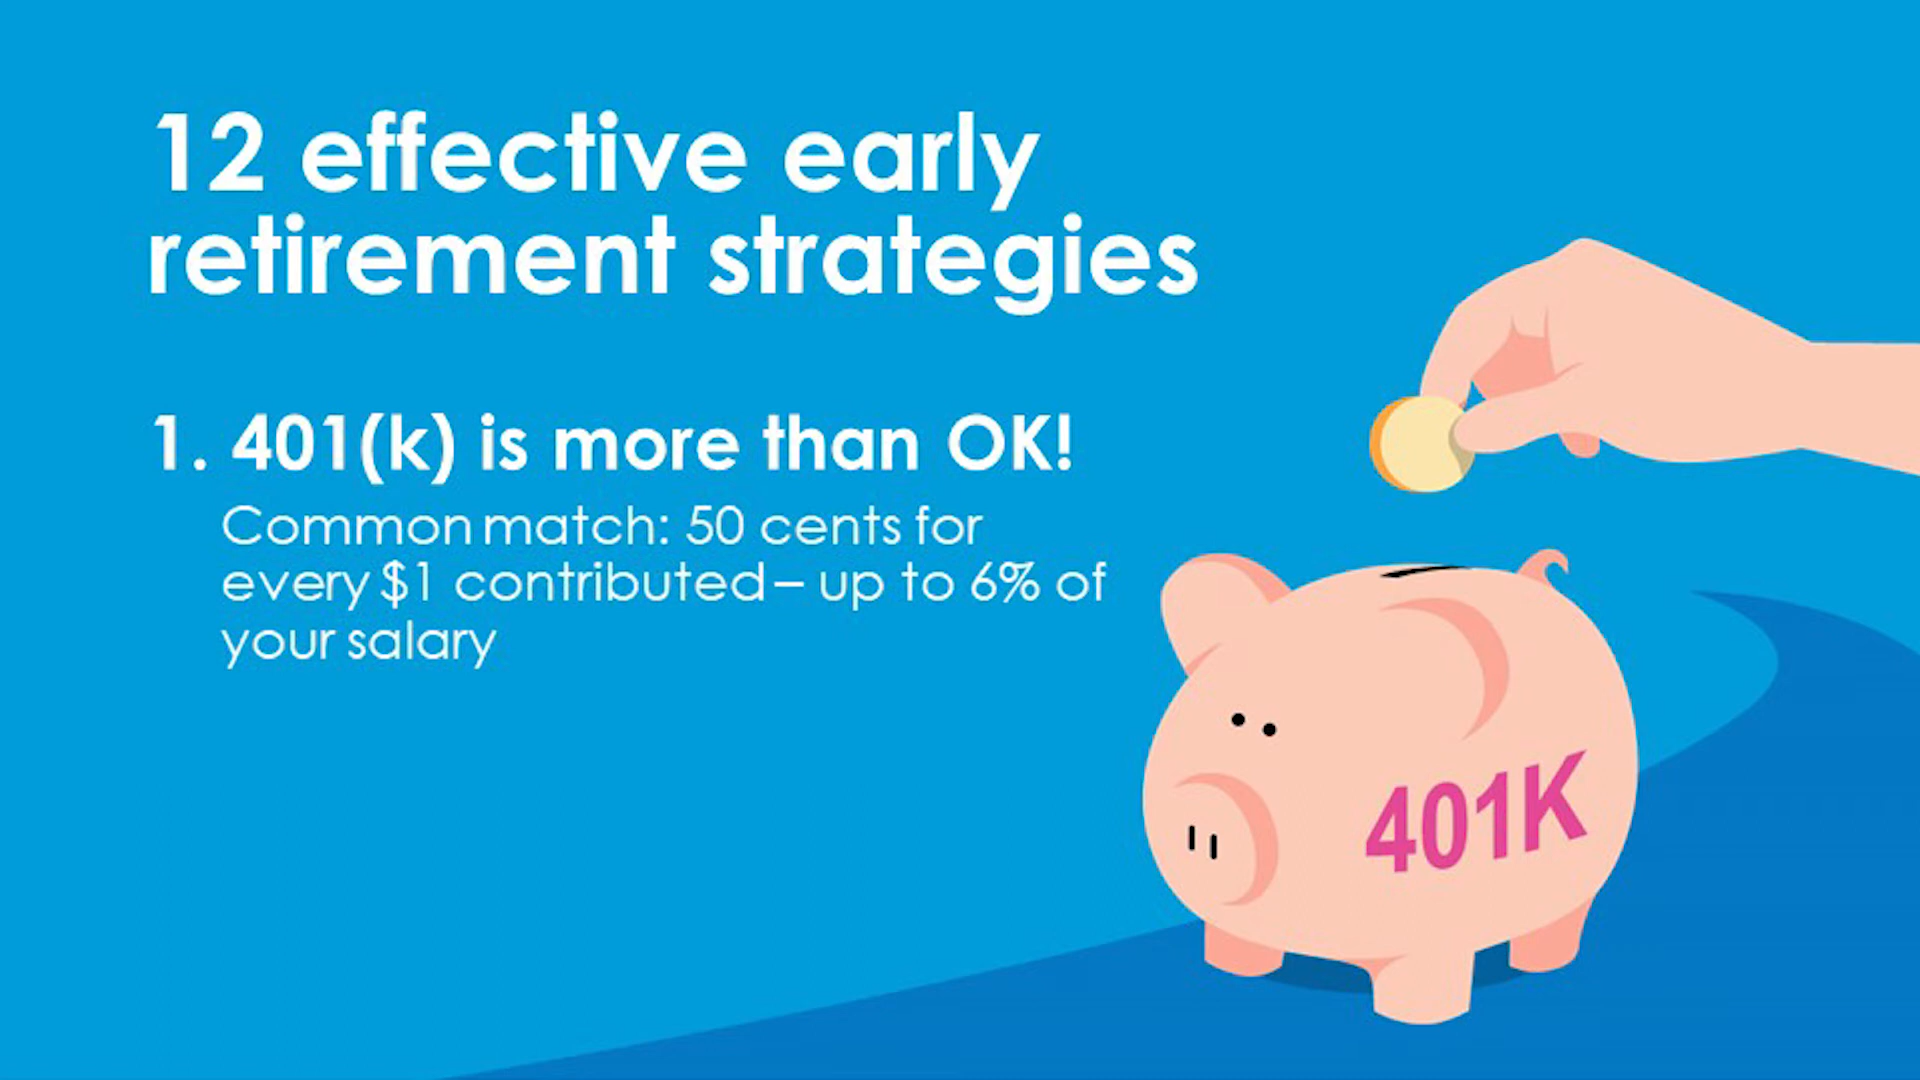 12 effective early
retirement strategies
1. 401(k) is more than OK!
Common match: 50 cents for
every $1 contributed – up to 6% of
your salary
401K